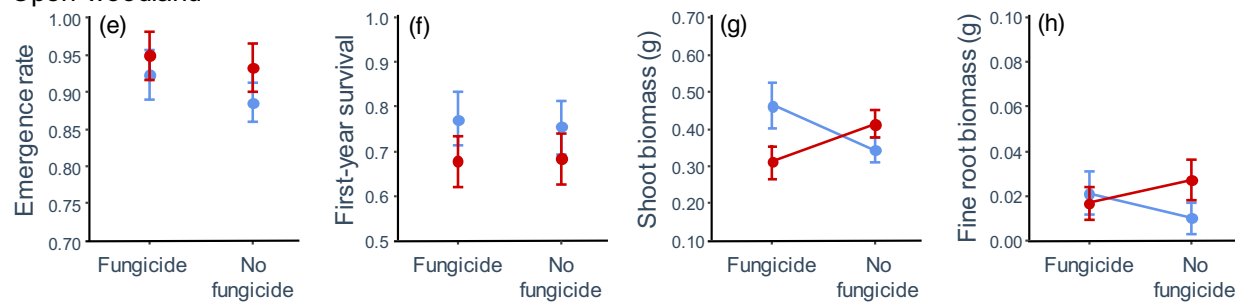 Open woodland
(e)
Emergence rate
1.00
0.95
0.90
0.85
0.80
0.75
0.70
Fungicide
No
fungicide
(f)
First-year survival
1.0
0.9
0.8
0.7
0.6
0.5
Fungicide
No
fungicide
(g)
Shoot biomass (g)
0.70
0.60
0.50
0.40
0.30
0.20
0.10
Fungicide
No
fungicide
(h)
Fine root biomass (g)
0.10
0.08
0.06
0.04
0.02
0.00
Fungicide
No
fungicide